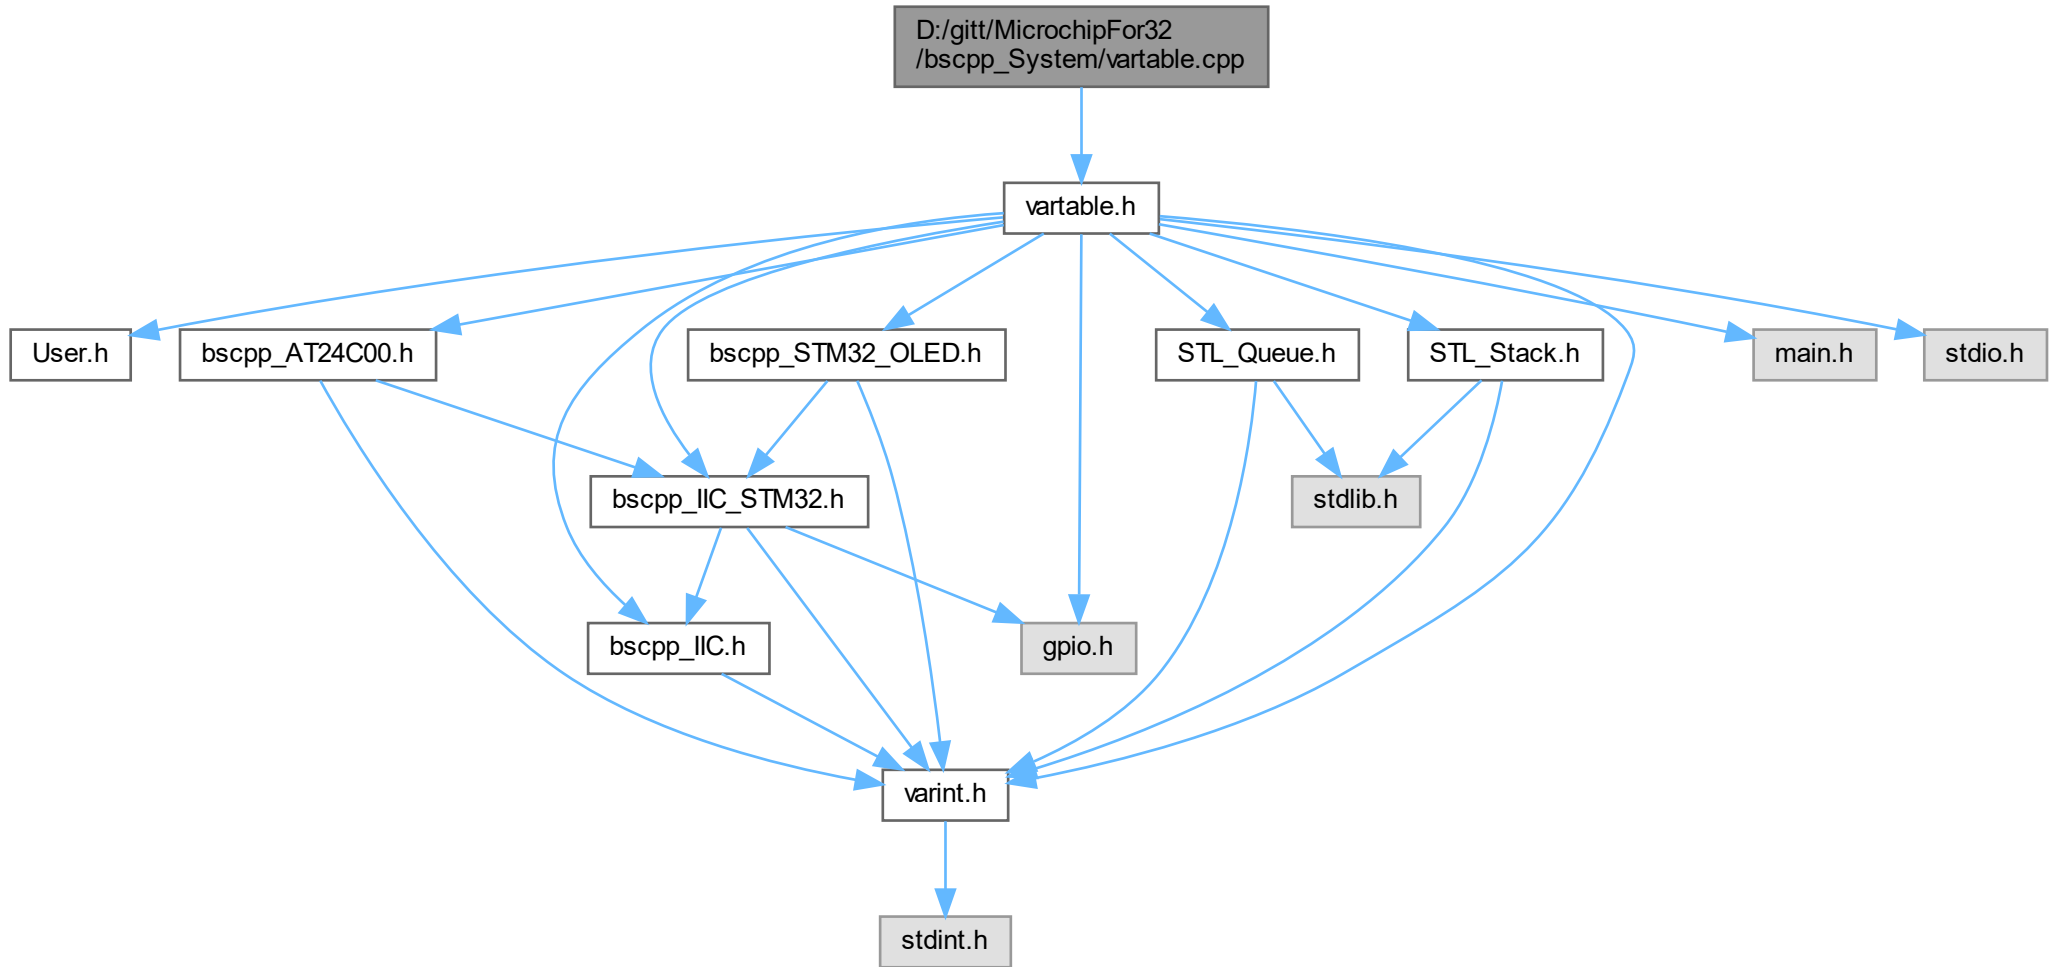 D:/gitt/MicrochipFor32
/bscpp_System/vartable.cpp
vartable.h
User.h
bscpp_AT24C00.h
bscpp_STM32_OLED.h
STL_Queue.h
STL_Stack.h
main.h
stdio.h
bscpp_IIC_STM32.h
stdlib.h
bscpp_IIC.h
gpio.h
varint.h
stdint.h